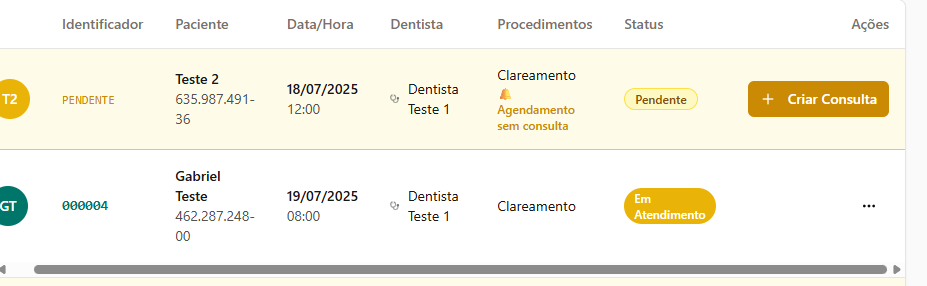 Identificador Paciente Data/Hora Dentista Procedimentos Status Ações
T2
PENDENTE
Teste 2
635.987.491-
36
18/07/2025
12:00
Dentista
Teste 1
Clareamento
Agendamento
sem consulta
Pendente
+ Criar Consulta
GT
000004
Gabriel
Teste
462.287.248-
00
19/07/2025
08:00
Dentista
Teste 1
Clareamento
Em
Atendimento
...